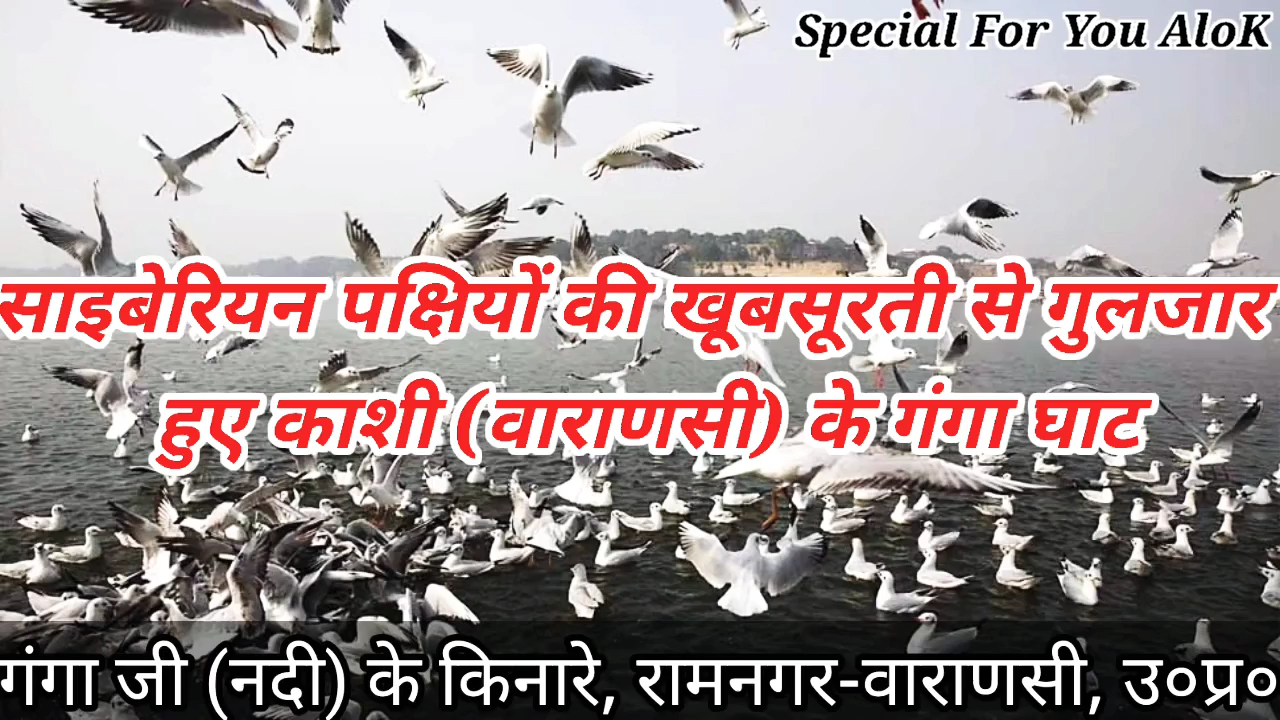 Special For You AloK
साइबेरियन पक्षियों की खूबसूरती से गुलजार
हुए काशी (वाराणसी) के गंगा घाट
गंगा जी (नदी) के किनारे, रामनगर-वाराणसी, उ०प्र०